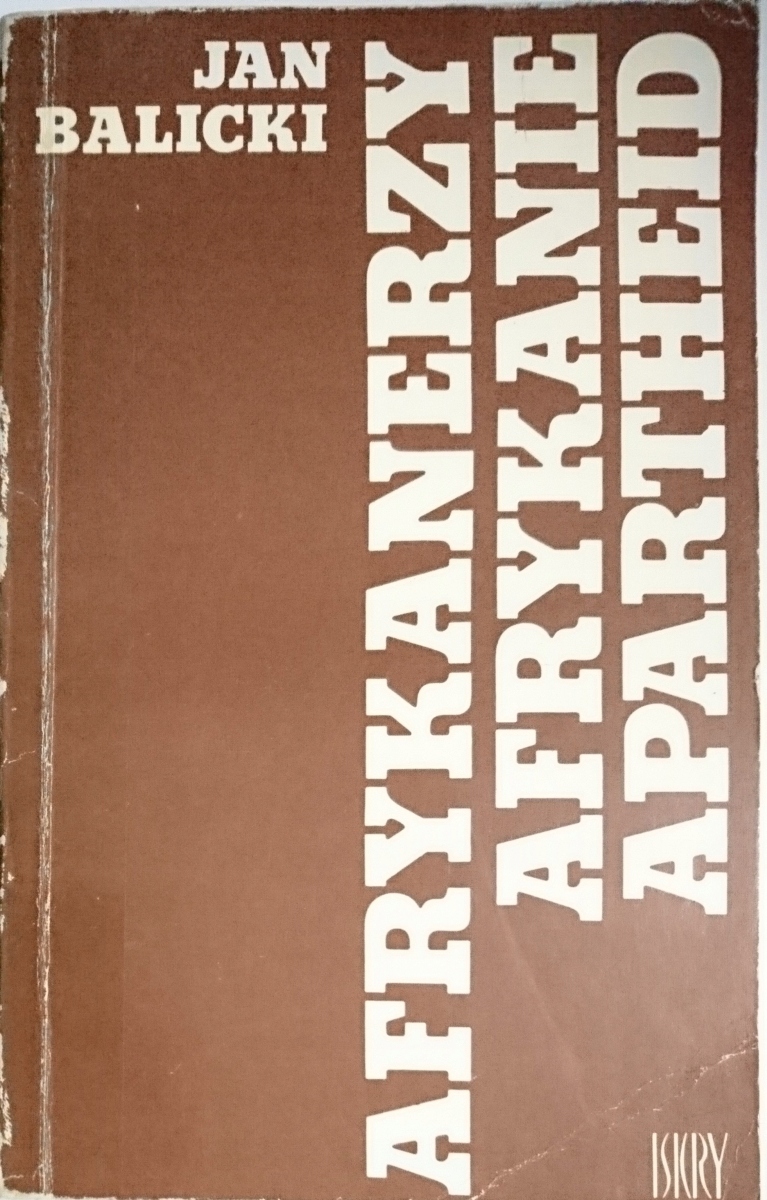 JAN
BALICKI
AFRYKANERZY
AFRYKANIE
APARTHEID
ISKRY